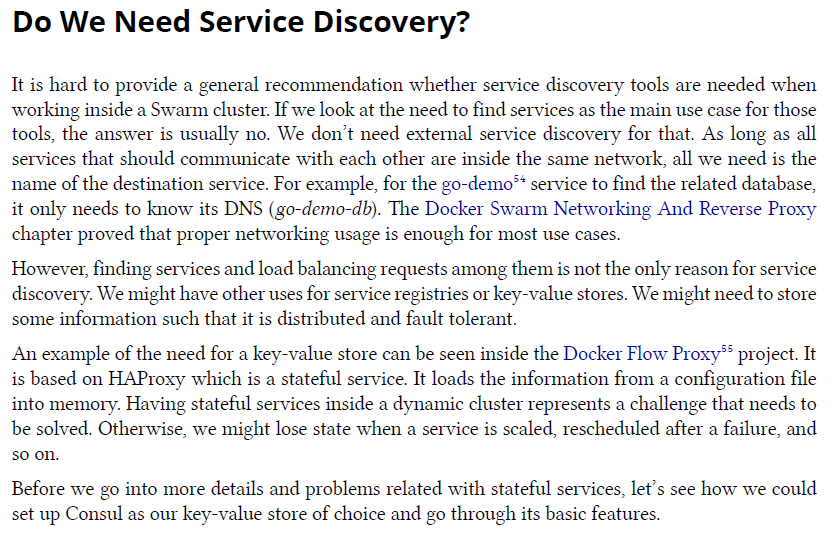 Do We Need Service Discovery?
It is hard to provide a general recommendation whether service discovery tools are needed when
working inside a Swarm cluster. If we look at the need to find services as the main use case for those
tools, the answer is usually no. We don’t need external service discovery for that. As long as all
services that should communicate with each other are inside the same network, all we need is the
name of the destination service. For example, for the go-demo⁵⁴ service to find the related database,
it only needs to know its DNS (go-demo-db). The Docker Swarm Networking And Reverse Proxy
chapter proved that proper networking usage is enough for most use cases.
However, finding services and load balancing requests among them is not the only reason for service
discovery. We might have other uses for service registries or key-value stores. We might need to store
some information such that it is distributed and fault tolerant.
An example of the need for a key-value store can be seen inside the Docker Flow Proxy⁵⁵ project. It
is based on HAProxy which is a stateful service. It loads the information from a configuration file
into memory. Having stateful services inside a dynamic cluster represents a challenge that needs to
be solved. Otherwise, we might lose state when a service is scaled, rescheduled after a failure, and
so on.
Before we go into more details and problems related with stateful services, let’s see how we could
set up Consul as our key-value store of choice and go through its basic features.